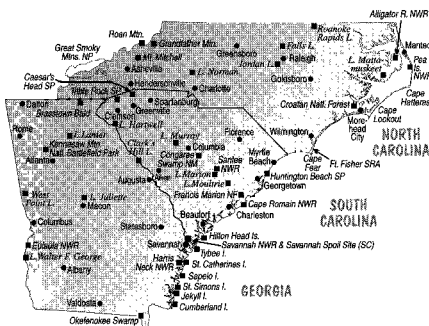 Alligator R. NWR
Roanoke
Rapids L.
Roan Mtn.
Grandfather Mtn.
Falls L.
Great Smoky
Mtns. NP
Mt. Mitchell
Greensboro
Raleigh
Manteo
Asheville
Jordan L.
L. Matta-
muskeet
Pea
Is.
NWR
Caesar's
Head SP
Hendersonville
L. Norman
Goldsboro
Charlotte
Cape
Hatteras
Table Rock SP
Spartanburg
Croatan Natl. Forest
Dalton
Brasstown Bald
Greenville
Cape
Lookout
Clemson
More-
head
City
Rome
L. Hartwell
NORTH
CAROLINA
L. Lanier
L. Murray
Florence
Wilmington
Kennesaw Mtn.
Natl. Battlefield Park
Clark's
Hill L.
Columbia
Myrtle
Beach
Cape
Fear
Ft. Fisher SRA
Atlanta
Congaree
Swamp NM
Santee
NWR
Huntington Beach SP
Augusta
Aiken
L. Marion
Georgetown
L. Moultrie
West
Point L.
L. Juliette
Francis Marion NF
Cape Romain NWR
SOUTH
CAROLINA
Macon
Beaufort
Charleston
Columbus
Statesboro
Hilton Head Is.
Eufaula NWR
Savannah
Savannah NWR & Savannah Spoil Site (SC)
Tybee I.
L. Walter F. George
Harris
Neck NWR
St. Catherines I.
Albany
Sapelo I.
GEORGIA
St. Simons I.
Jekyll I.
Valdosta
Cumberland I.
Okefenokee Swamp